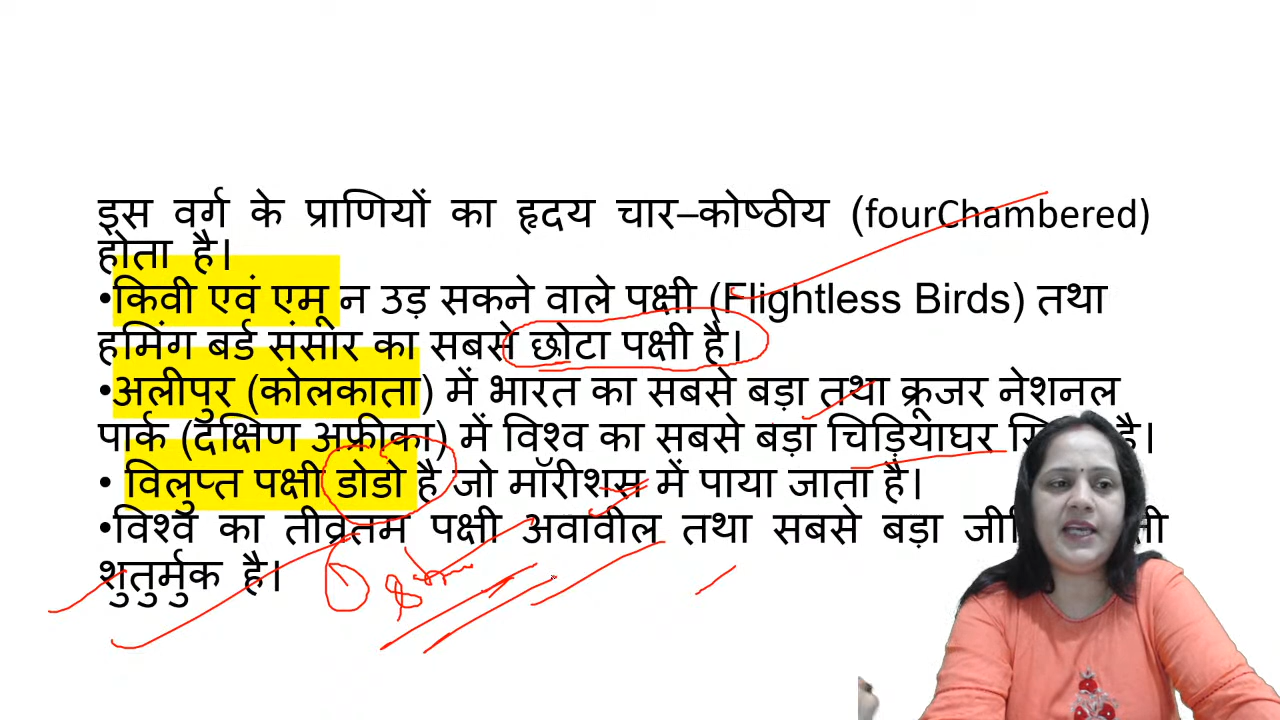 इस वर्ग के प्राणियों का हृदय चार–कोष्ठीय (fourChambered)
होता है।
•किवी एवं एमू न उड़ सकने वाले पक्षी (Flightless Birds) तथा
हमिंग बर्ड संसार का सबसे छोटा पक्षी है।
•अलीपुर (कोलकाता) में भारत का सबसे बड़ा तथा क्रूजर नेशनल
पार्क (दक्षिण अफ्रीका) में विश्व का सबसे बड़ा चिड़ियाघर है।
• विलुप्त पक्षी डोडो है जो मॉरीशस में पाया जाता है।
•विश्व का तीव्रतम पक्षी अवावील तथा सबसे बड़ा
शुतुर्मुक है।